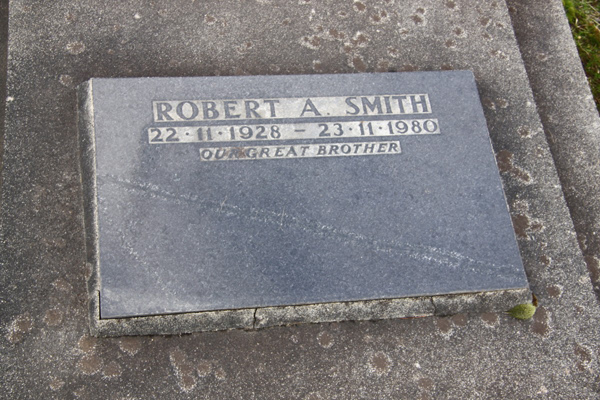 ROBERT A. SMITH
22·11·1928 – 23·11·1980
OUR GREAT BROTHER